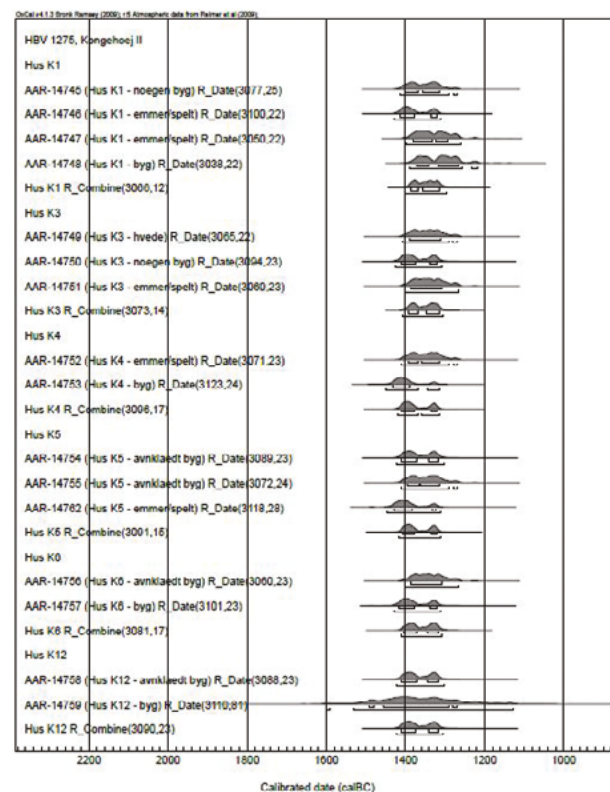 OxCal v4.1.3 Bronk Ramsey (2009); r:5 Atmospheric data from Reimer et al (2009);
HBV 1275, Kongehoej II
Hus K1
AAR-14745 (Hus K1 - noegen byg) R_Date(3077,25)
AAR-14746 (Hus K1 - emmer/spelt) R_Date(3100,22)
AAR-14747 (Hus K1 - emmer/spelt) R_Date(3050,22)
AAR-14748 (Hus K1 - byg) R_Date(3038,22)
Hus K1 R_Combine(3066,12)
Hus K3
AAR-14749 (Hus K3 - hvede) R_Date(3065,22)
AAR-14750 (Hus K3 - noegen byg) R_Date(3094,23)
AAR-14751 (Hus K3 - emmer/spelt) R_Date(3060,23)
Hus K3 R_Combine(3073,14)
Hus K4
AAR-14752 (Hus K4 - emmer/spelt) R_Date(3071,23)
AAR-14753 (Hus K4 - byg) R_Date(3123,24)
Hus K4 R_Combine(3096,17)
Hus K5
AAR-14754 (Hus K5 - avnklaedt byg) R_Date(3089,23)
AAR-14755 (Hus K5 - avnklaedt byg) R_Date(3072,24)
AAR-14762 (Hus K5 - emmer/spelt) R_Date(3118,28)
Hus K5 R_Combine(3091,15)
Hus K6
AAR-14756 (Hus K6 - avnklaedt byg) R_Date(3060,23)
AAR-14757 (Hus K6 - byg) R_Date(3101,23)
Hus K6 R_Combine(3081,17)
Hus K12
AAR-14758 (Hus K12 - avnklaedt byg) R_Date(3088,23)
AAR-14759 (Hus K12 - byg) R_Date(3110,81)
Hus K12 R_Combine(3090,23)
2200 2000 1800 1600 1400 1200 1000
Calibrated date (calBC)